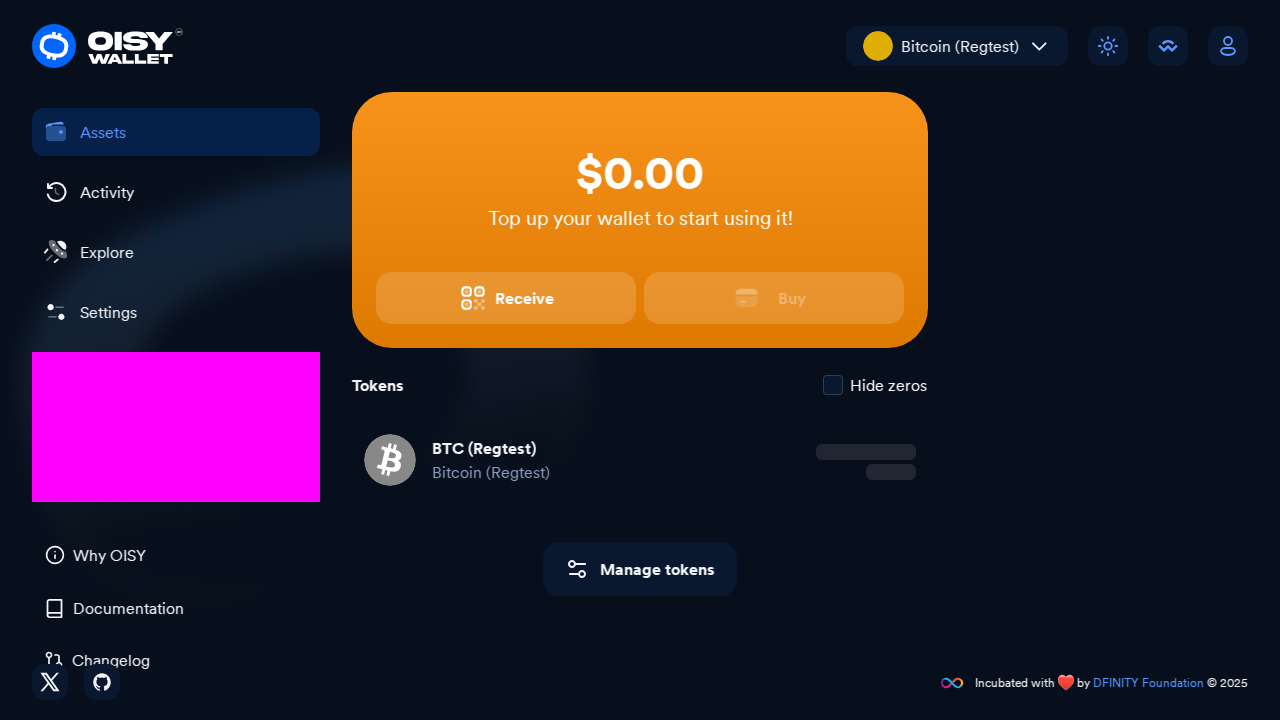 OISY
WALLET
Bitcoin (Regtest)
Assets
Activity
Explore
Settings
$0.00
Top up your wallet to start using it!
Receive
Buy
Tokens
Hide zeros
BTC (Regtest)
Bitcoin (Regtest)
Manage tokens
Why OISY
Documentation
Changelog
Incubated with ❤️ by DFINITY Foundation © 2025